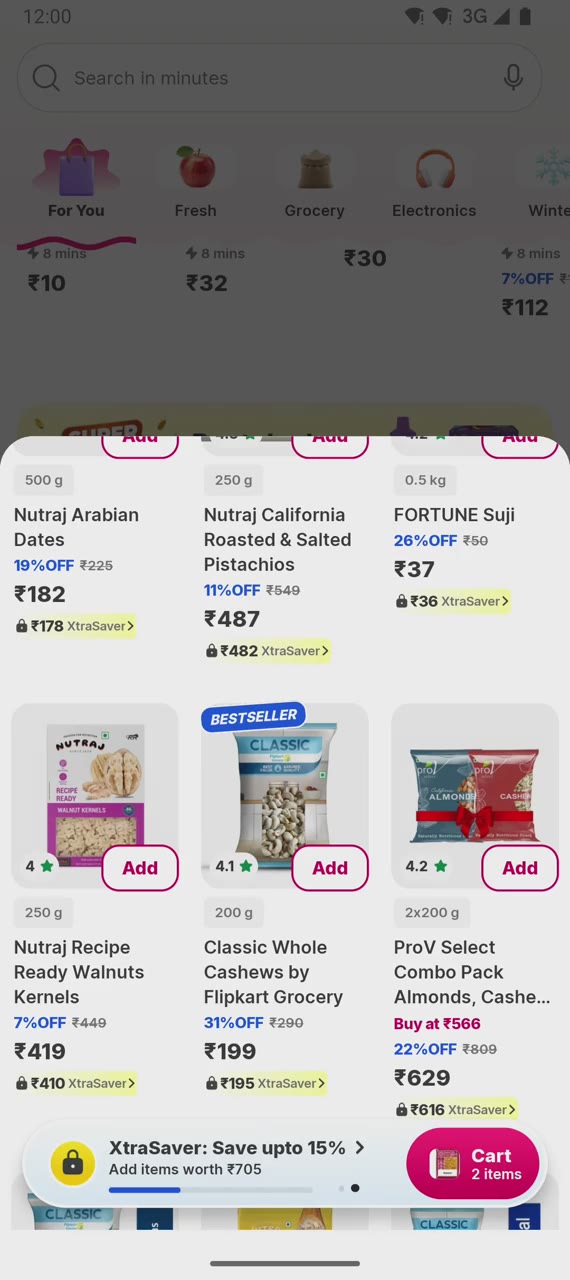 12:00
3G
Search in minutes
For You
Fresh
Grocery
Electronics
8 mins
8 mins
8 mins
₹10
₹32
₹30
7%OFF
₹112
SUPER
Add
Add
Add
500 g
250 g
0.5 kg
Nutraj Arabian
Dates
19%OFF ₹225
₹182
₹178 XtraSaver
Nutraj California
Roasted & Salted
Pistachios
11%OFF ₹549
₹487
₹482 XtraSaver
FORTUNE Suji
26%OFF ₹50
₹37
₹36 XtraSaver
NUTRAJ
RECIPE
READY
WALNUT KERNELS
4
Add
250 g
Nutraj Recipe
Ready Walnuts
Kernels
7%OFF ₹449
₹419
₹410 XtraSaver
BESTSELLER
CLASSIC
4.1
Add
200 g
Classic Whole
Cashews by
Flipkart Grocery
31%OFF ₹290
₹199
₹195 XtraSaver
pro
California
ALMONDS
pro
4.2
Add
2x200 g
ProV Select
Combo Pack
Almonds, Cashe...
Buy at ₹566
22%OFF ₹809
₹629
₹616 XtraSaver
XtraSaver: Save upto 15%
Add items worth ₹705
Cart
2 items
CLASSIC
CLASSIC